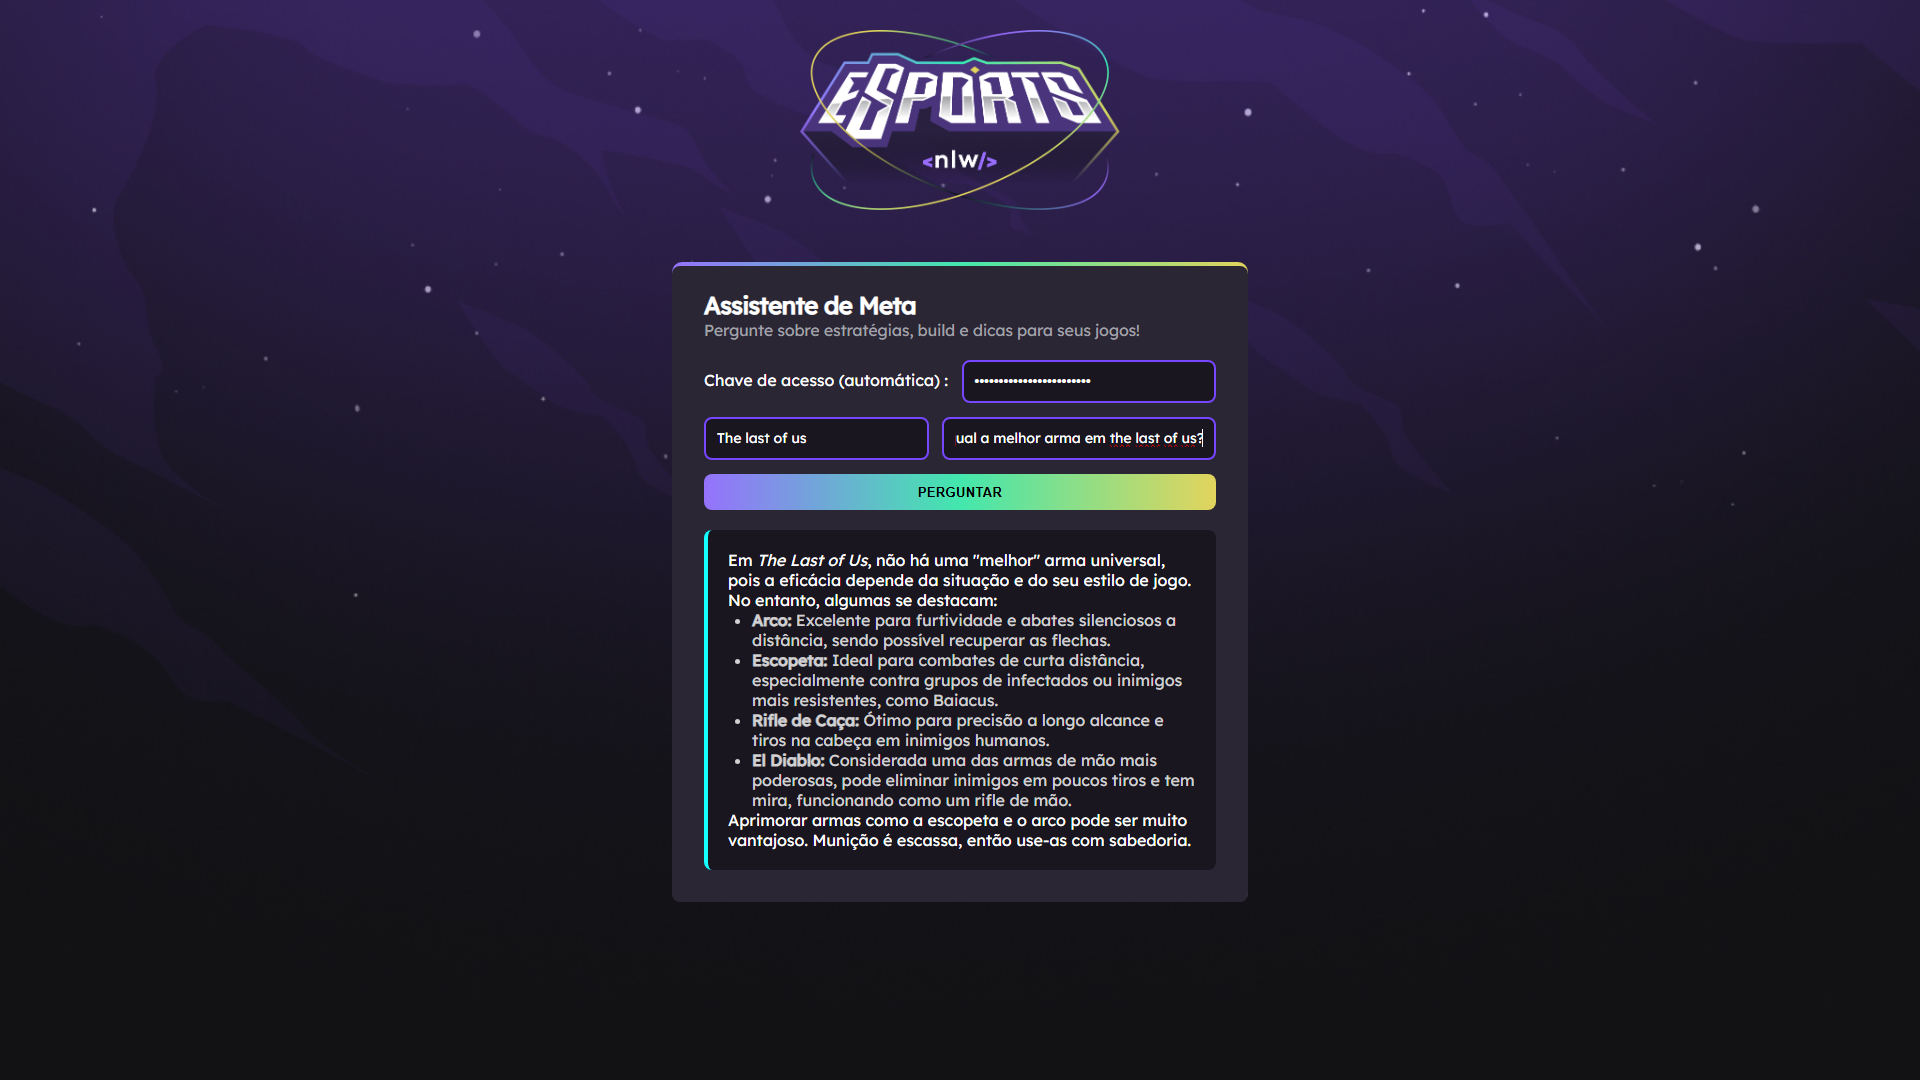 ESPORTS
<nlw/>
Assistente de Meta
Pergunte sobre estratégias, build e dicas para seus jogos!
Chave de acesso (automática) :
The last of us
ual a melhor arma em the last of us?
PERGUNTAR
Em The Last of Us, não há uma "melhor" arma universal,
pois a eficácia depende da situação e do seu estilo de jogo.
No entanto, algumas se destacam:
• Arco: Excelente para furtividade e abates silenciosos a
distância, sendo possível recuperar as flechas.
• Escopeta: Ideal para combates de curta distância,
especialmente contra grupos de infectados ou inimigos
mais resistentes, como Baiacus.
• Rifle de Caça: Ótimo para precisão a longo alcance e
tiros na cabeça em inimigos humanos.
• El Diablo: Considerada uma das armas de mão mais
poderosas, pode eliminar inimigos em poucos tiros e tem
mira, funcionando como um rifle de mão.
Aprimorar armas como a escopeta e o arco pode ser muito
vantajoso. Munição é escassa, então use-as com sabedoria.